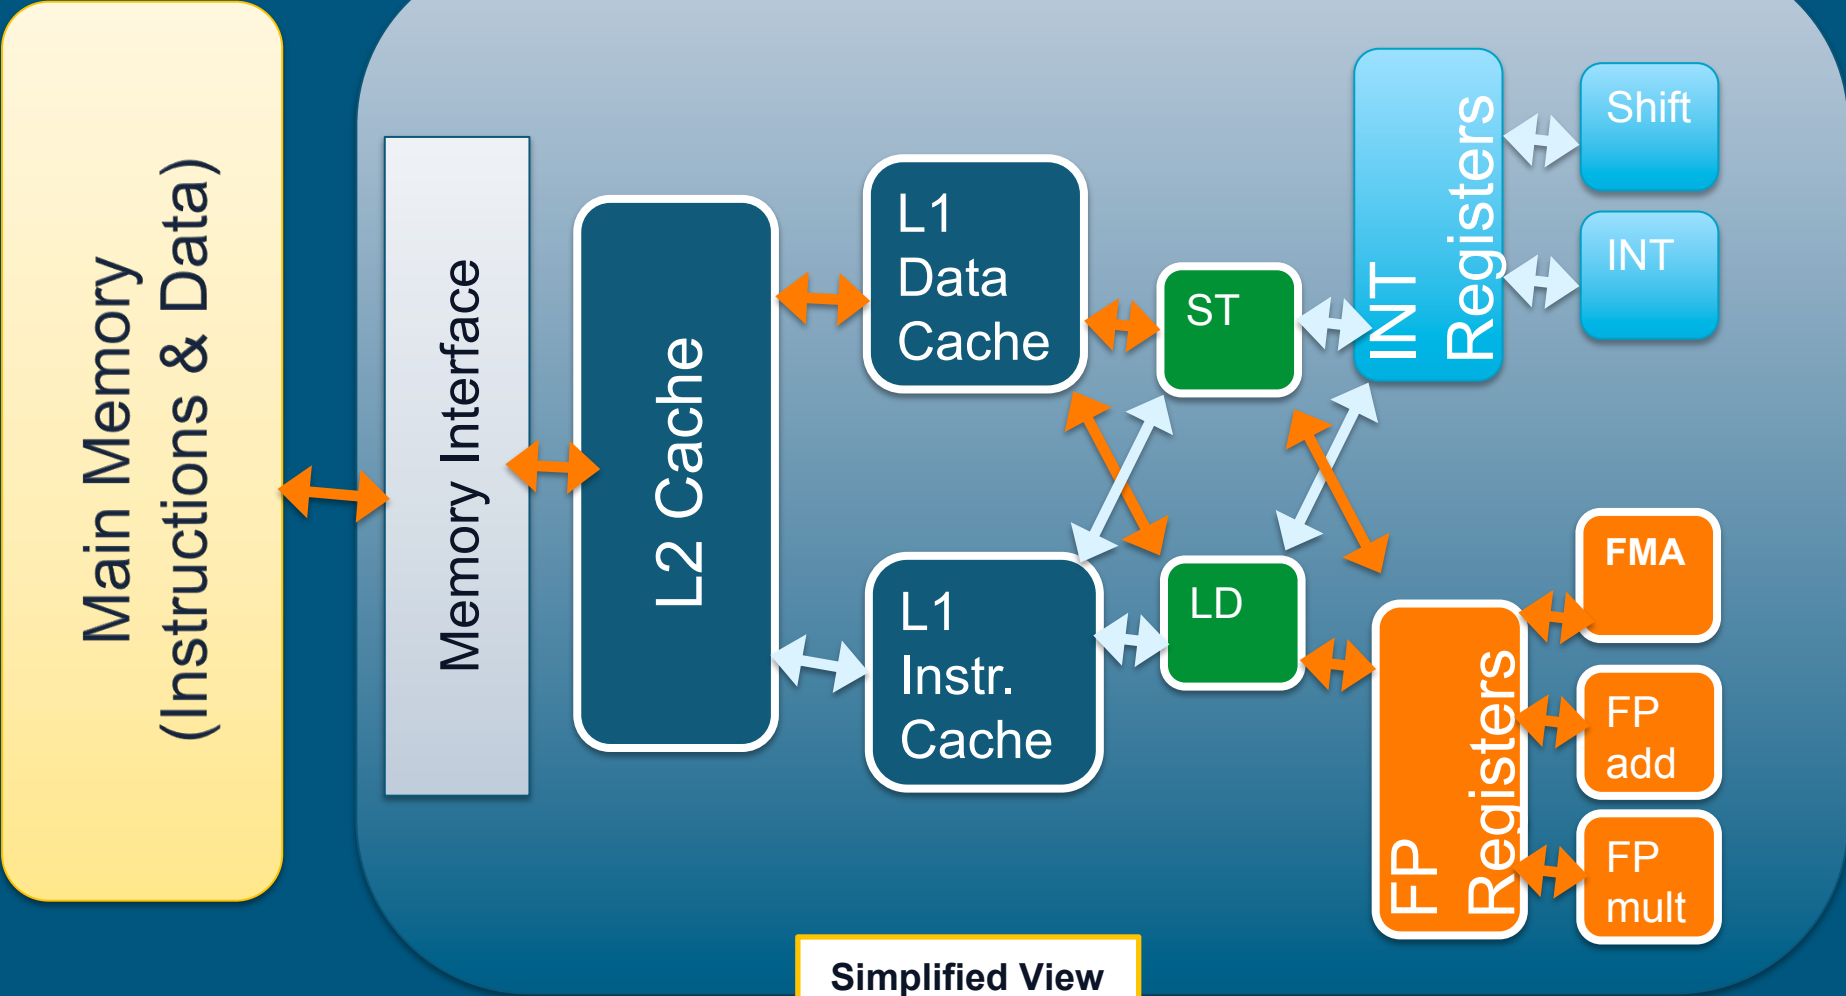 Main Memory
(Instructions & Data)
Memory Interface
L2 Cache
L1
Data
Cache
L1
Instr.
Cache
ST
LD
INT
Registers
Shift
INT
FP
Registers
FMA
FP
add
FP
mult
Simplified View